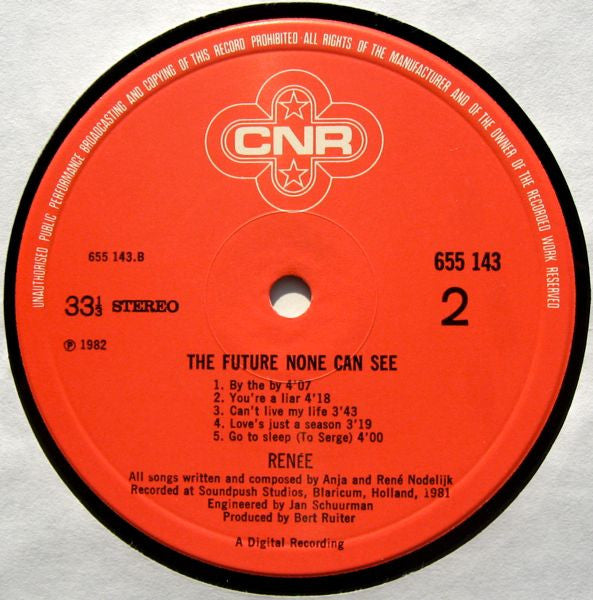 UNAUTHORISED PUBLIC PERFORMANCE BROADCASTING AND COPYING OF THIS RECORD PROHIBITED ALL RIGHTS OF THE MANUFACTURER AND OF THE OWNER OF THE RECORDED WORK RESERVED
CNR
655 143.B
655 143
33⅓ STEREO
2
℗ 1982
THE FUTURE NONE CAN SEE
1. By the by 4'07
2. You're a liar 4'18
3. Can't live my life 3'43
4. Love's just a season 3'19
5. Go to sleep (To Serge) 4'00
RENéE
All songs written and composed by Anja and René Nodelijk
Recorded at Soundpush Studios, Blaricum, Holland, 1981
Engineered by Jan Schuurman
Produced by Bert Ruiter
A Digital Recording